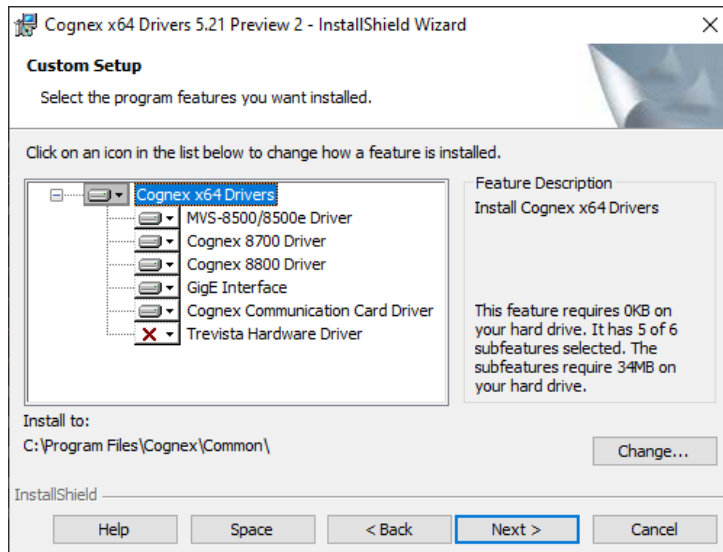 Cognex x64 Drivers 5.21 Preview 2 - InstallShield Wizard
Custom Setup
Select the program features you want installed.
Click on an icon in the list below to change how a feature is installed.
Cognex x64 Drivers
MVS-8500/8500e Driver
Cognex 8700 Driver
Cognex 8800 Driver
GigE Interface
Cognex Communication Card Driver
Trevista Hardware Driver
Feature Description
Install Cognex x64 Drivers
This feature requires 0KB on
your hard drive. It has 5 of 6
subfeatures selected. The
subfeatures require 34MB on
your hard drive.
Install to:
C:\Program Files\Cognex\Common\
Change...
InstallShield
Help
Space
< Back
Next >
Cancel